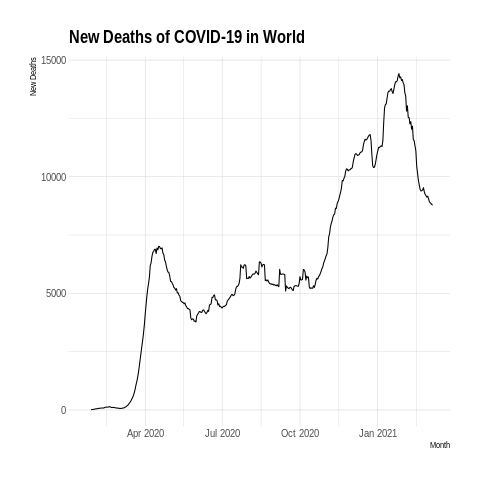 New Deaths of COVID-19 in World
New Deaths
15000
10000
5000
0
Apr 2020 Jul 2020 Oct 2020 Jan 2021
Month